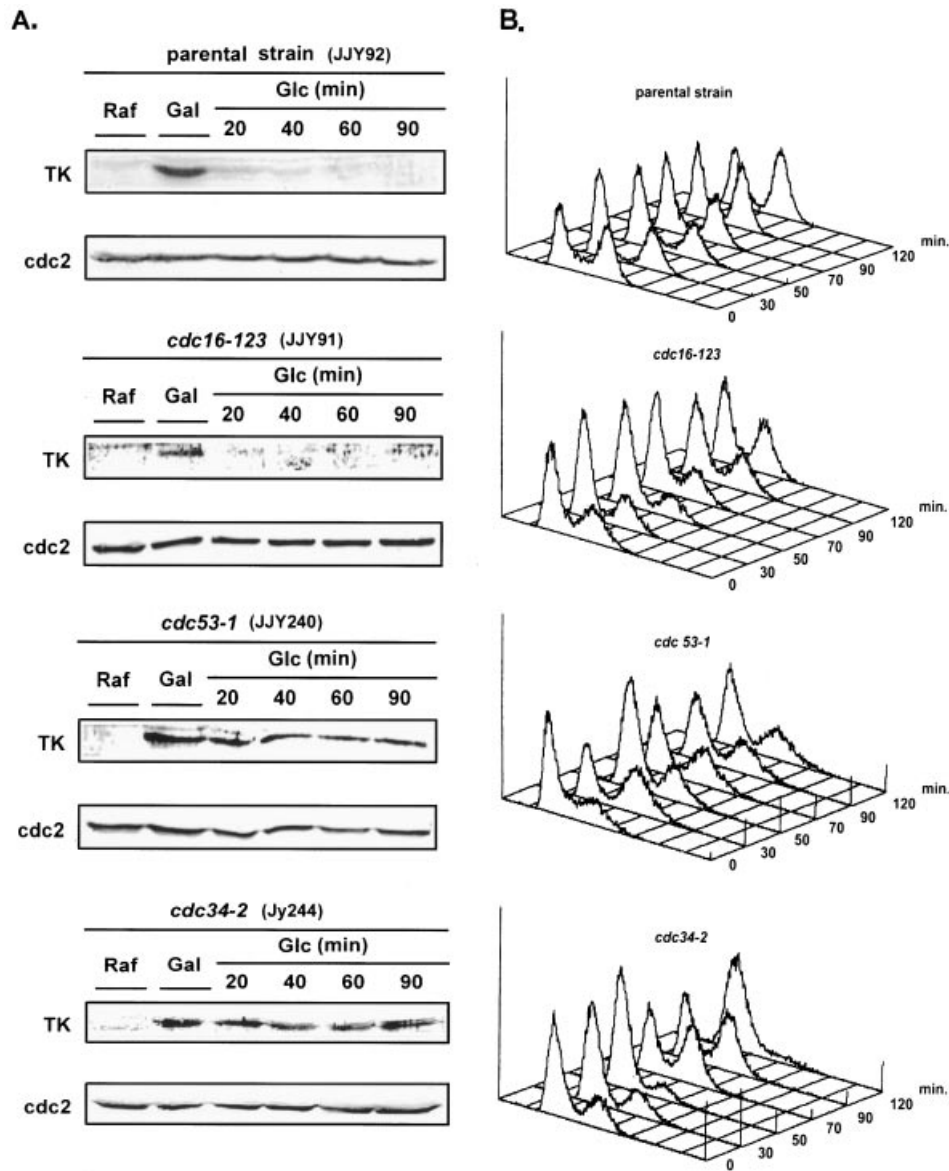 A.
parental strain (JJY92)
Glc (min)
Raf Gal
20 40 60 90
TK
cdc2
cdc16-123 (JJY91)
Glc (min)
Raf Gal
20 40 60 90
TK
cdc2
cdc53-1 (JJY240)
Glc (min)
Raf Gal
20 40 60 90
TK
cdc2
cdc34-2 (Jy244)
Glc (min)
Raf Gal
20 40 60 90
TK
cdc2
B.
parental strain
min.
0 30 50 70 90 120
cdc16-123
min.
0 30 50 70 90 120
cdc 53-1
min.
0 30 50 70 90 120
cdc34-2
min.
0 30 50 70 90 120